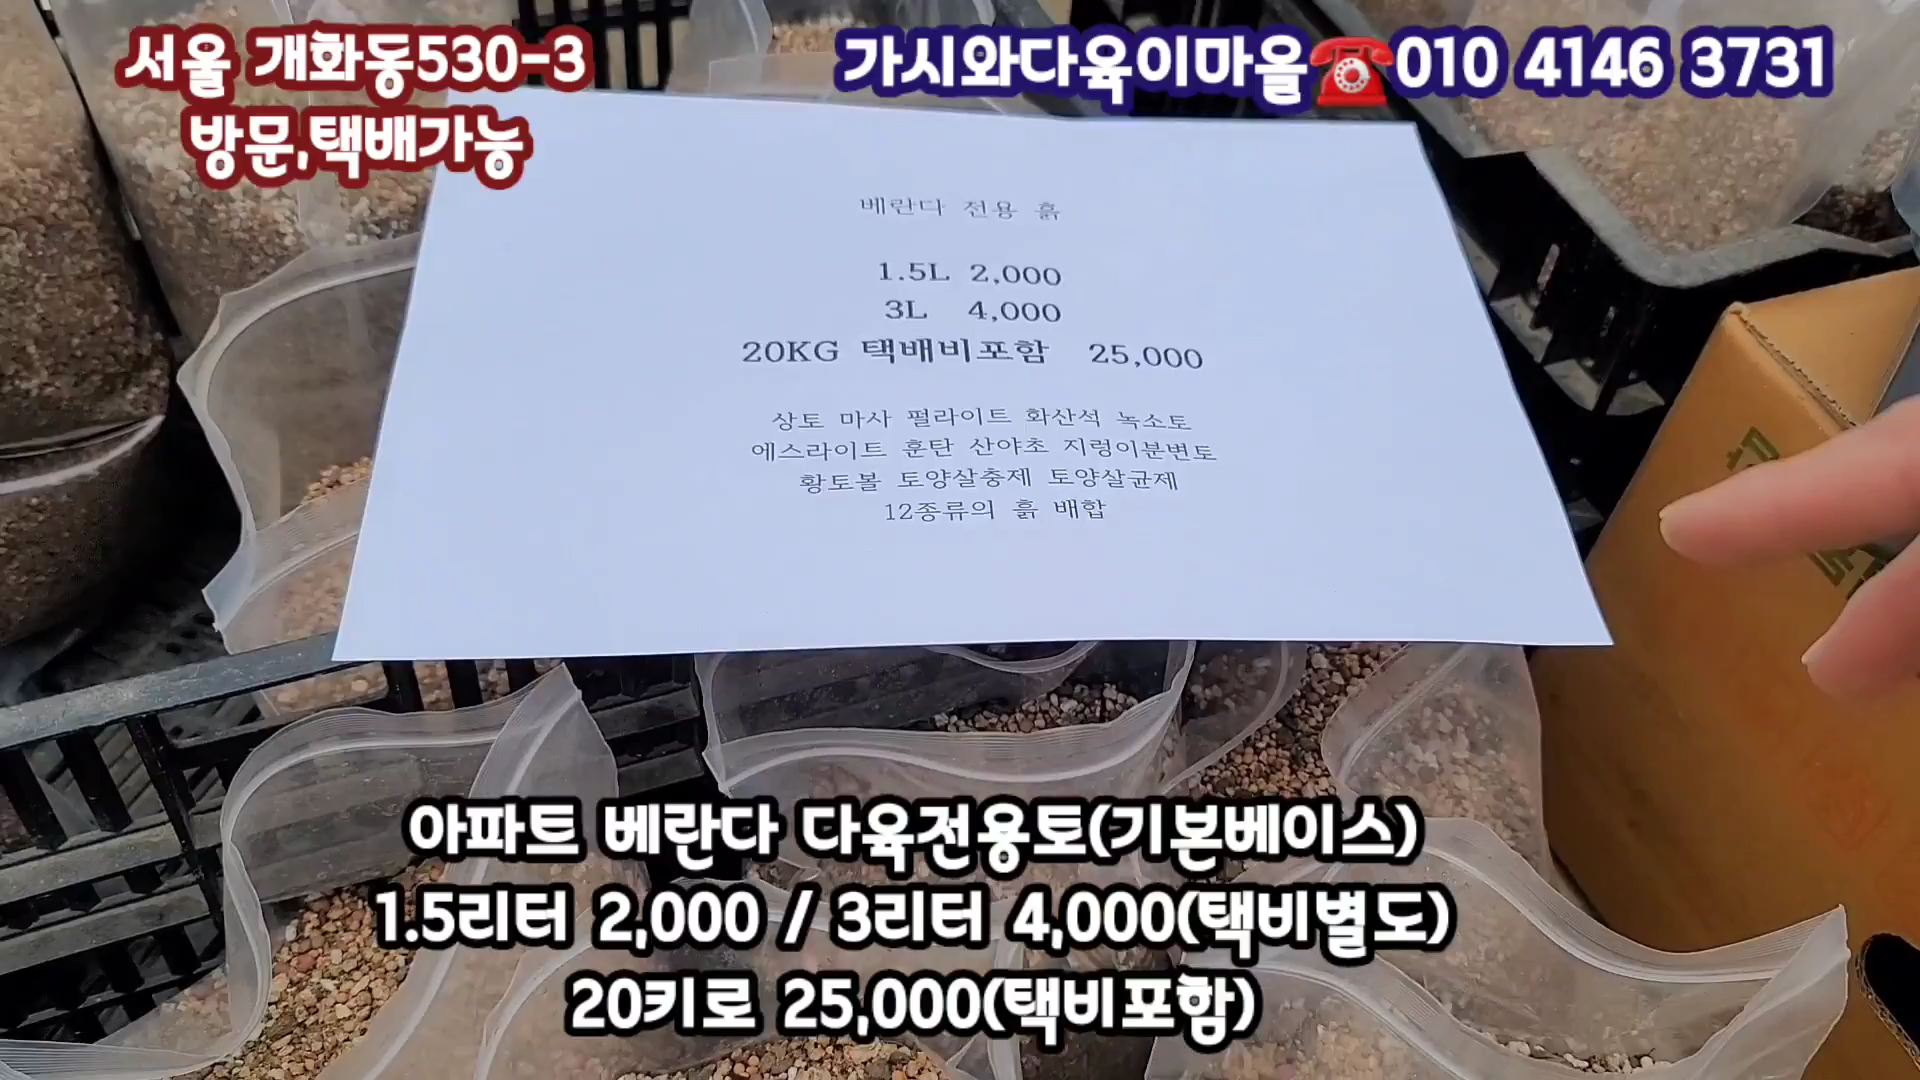 서울 개화동530-3
방문,택배가능
가시와다육이마을☎010 4146 3731
베란다 전용 흙
1.5L 2,000
3L 4,000
20KG 택배비포함 25,000
상토 마사 펄라이트 화산석 녹소토
에스라이트 훈탄 산야초 지렁이분변토
황토볼 토양살충제 토양살균제
12종류의 흙 배합
아파트 베란다 다육전용토(기본베이스)
1.5리터 2,000 / 3리터 4,000(택비별도)
20키로 25,000(택비포함)